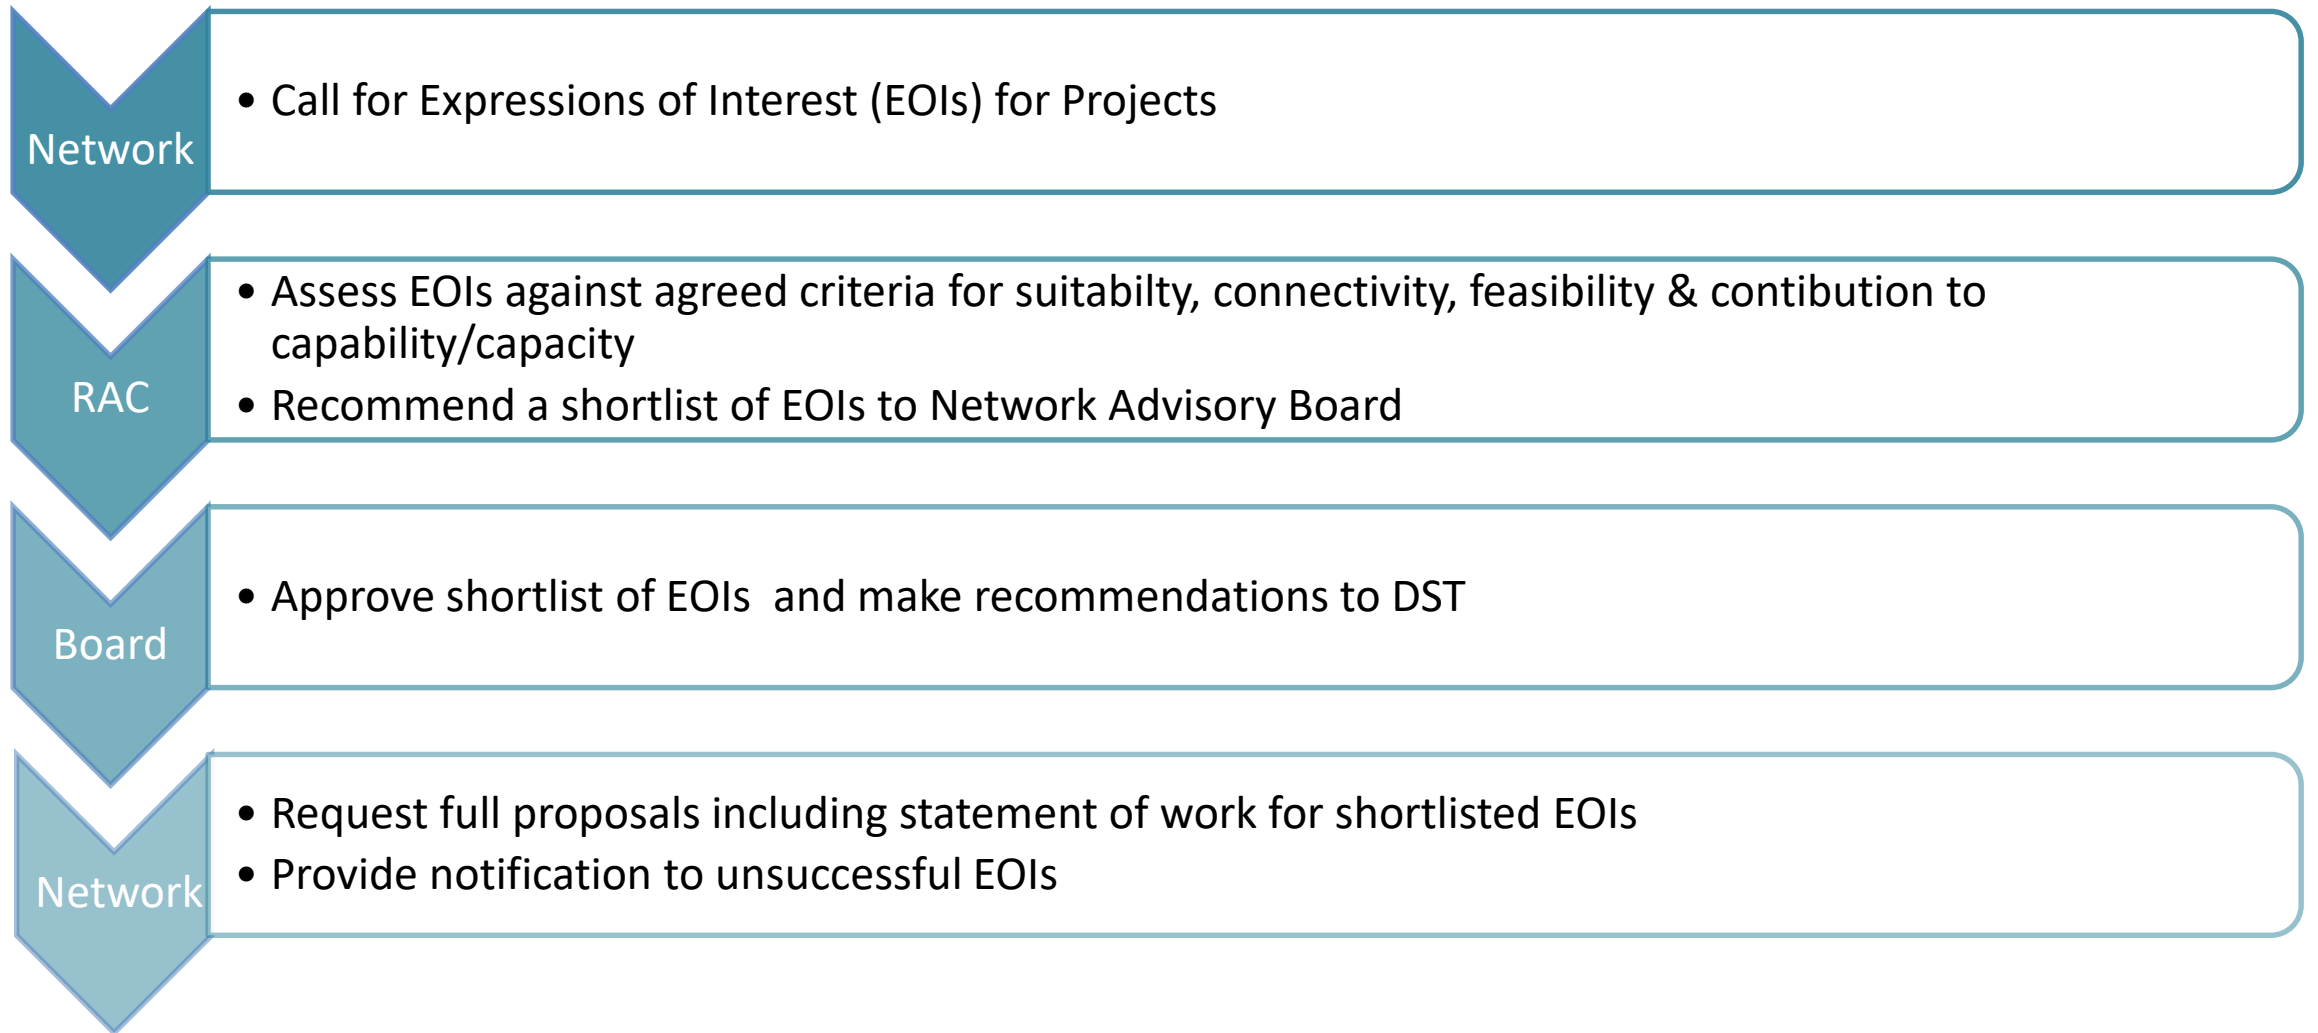 Network
• Call for Expressions of Interest (EOIs) for Projects
RAC
• Assess EOIs against agreed criteria for suitabilty, connectivity, feasibility & contibution to
capability/capacity
• Recommend a shortlist of EOIs to Network Advisory Board
Board
• Approve shortlist of EOIs  and make recommendations to DST
Network
• Request full proposals including statement of work for shortlisted EOIs
• Provide notification to unsuccessful EOIs